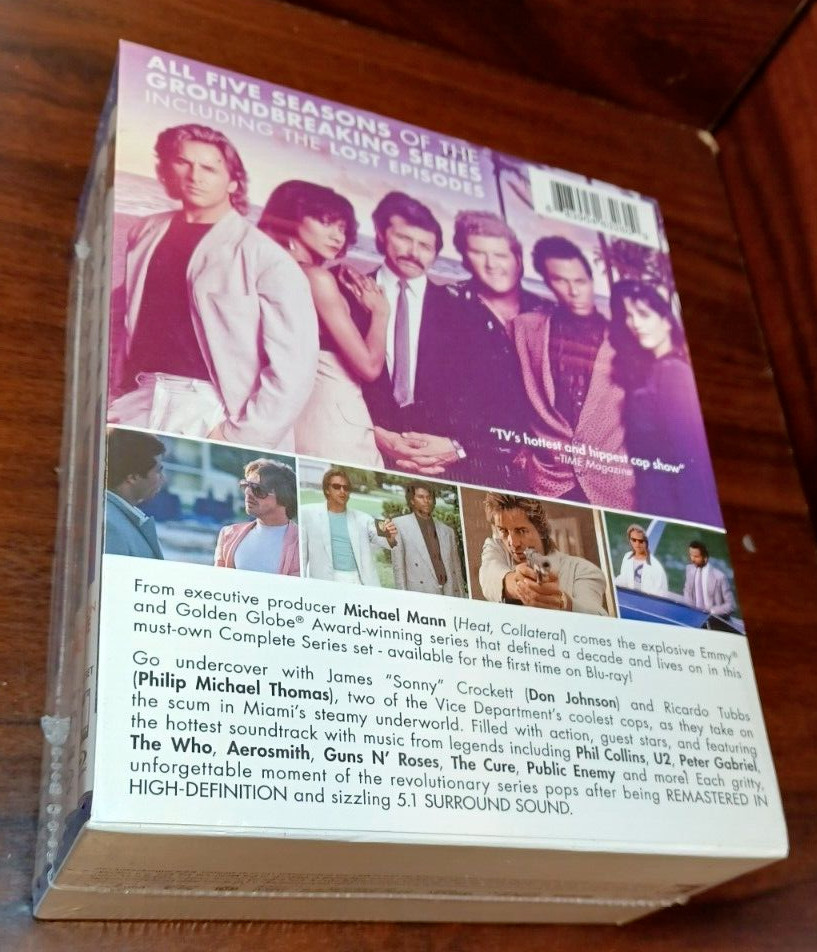 ALL FIVE SEASONS OF THE
GROUNDBREAKING SERIES
INCLUDING THE LOST EPISODES
"TV's hottest and hippest cop show"
-TIME Magazine
From executive producer Michael Mann (Heat, Collateral) comes the explosive Emmy®
and Golden Globe® Award-winning series that defined a decade and lives on in this
must-own Complete Series set - available for the first time on Blu-ray!
Go undercover with James "Sonny" Crockett (Don Johnson) and Ricardo Tubbs
(Philip Michael Thomas), two of the Vice Department's coolest cops, as they take on
the scum in Miami's steamy underworld. Filled with action, guest stars, and featuring
the hottest soundtrack with music from legends including Phil Collins, U2, Peter Gabriel,
The Who, Aerosmith, Guns N' Roses, The Cure, Public Enemy and more! Each gritty,
unforgettable moment of the revolutionary series pops after being REMASTERED IN
HIGH-DEFINITION and sizzling 5.1 SURROUND SOUND.